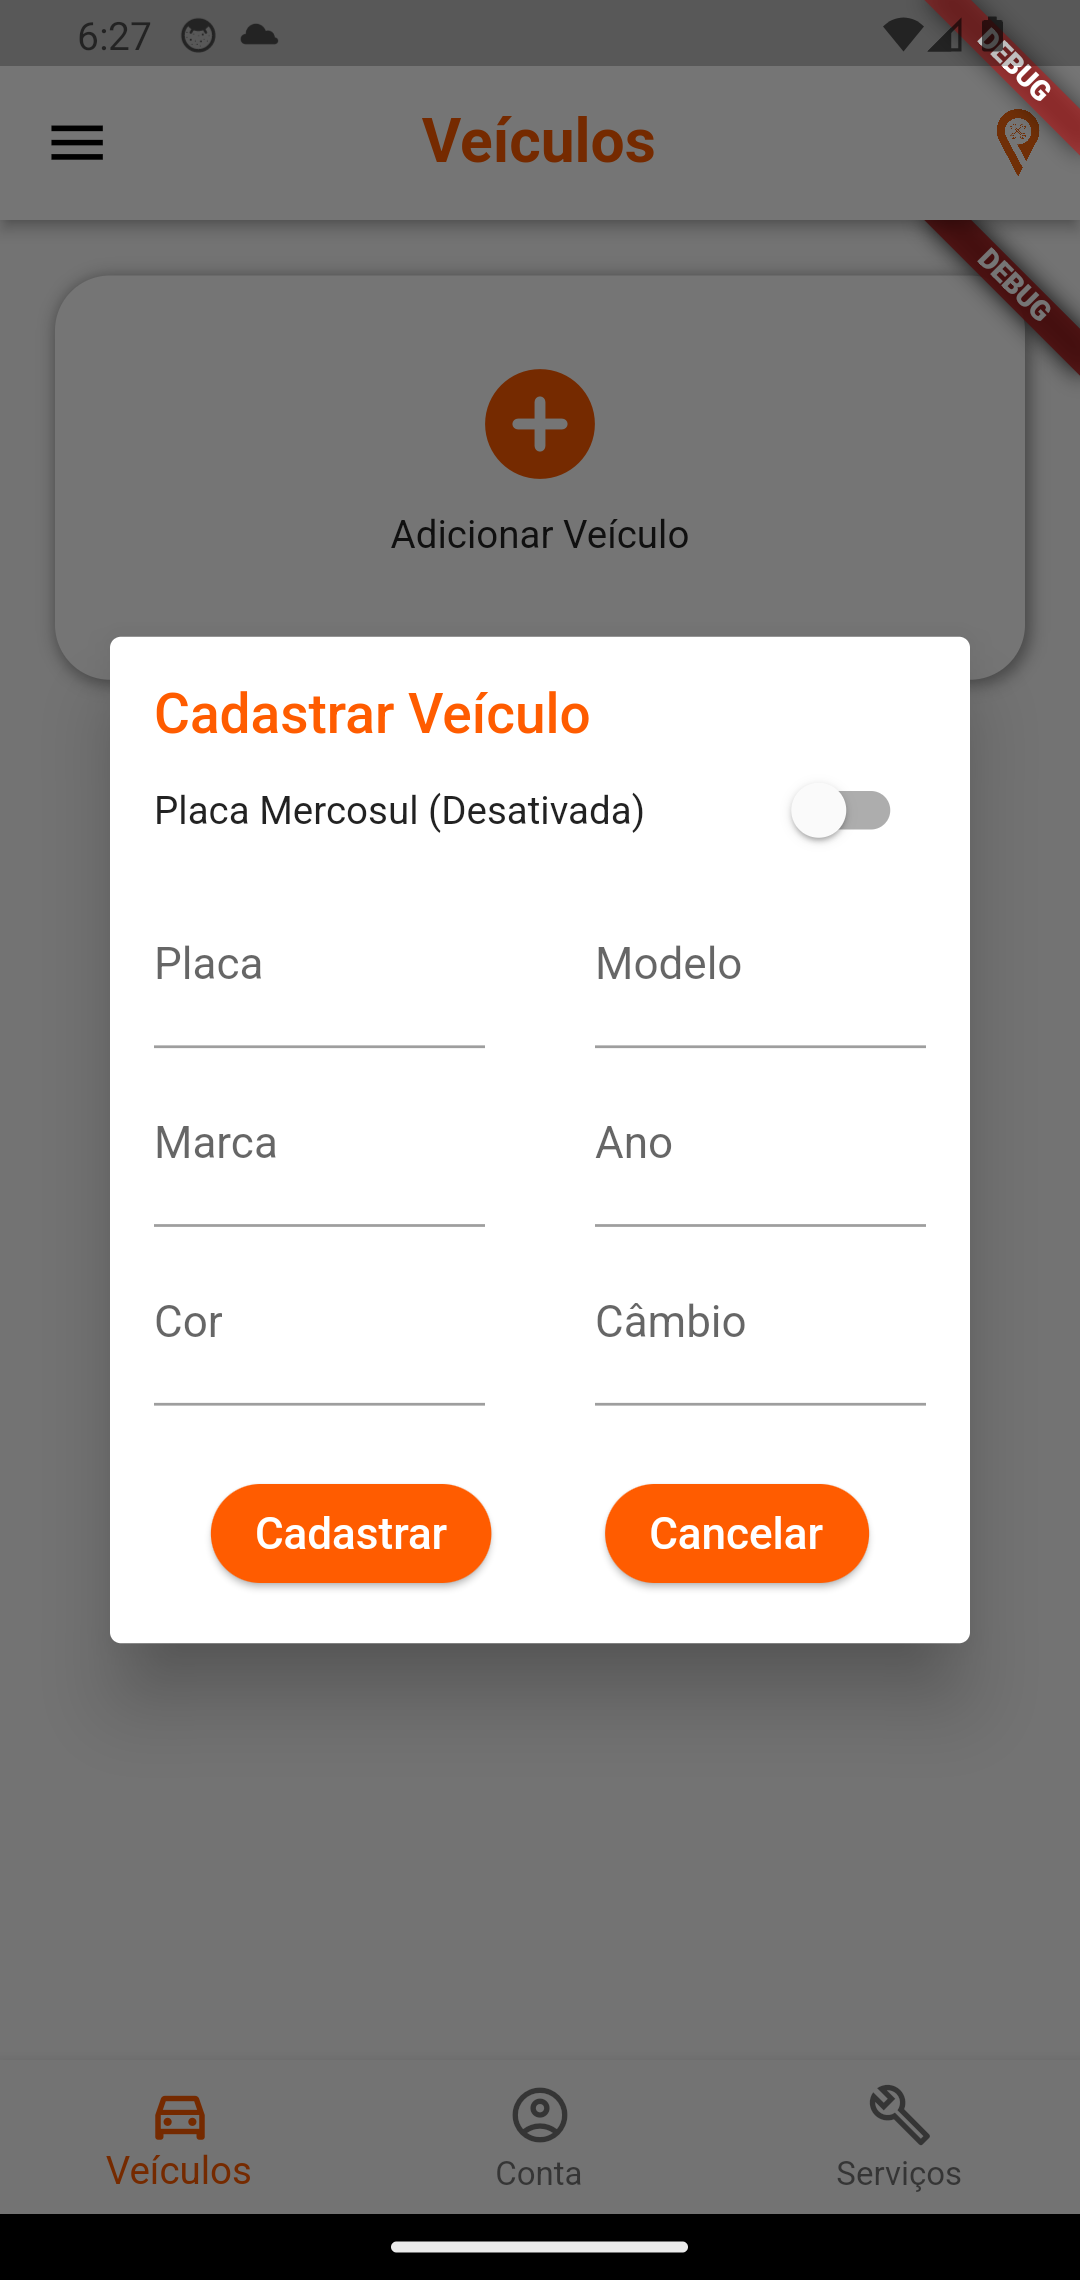 6:27
DEBUG
Veículos
DEBUG
Adicionar Veículo
Cadastrar Veículo
Placa Mercosul (Desativada)
Placa
Modelo
Marca
Ano
Cor
Câmbio
Cadastrar
Cancelar
Veículos
Conta
Serviços